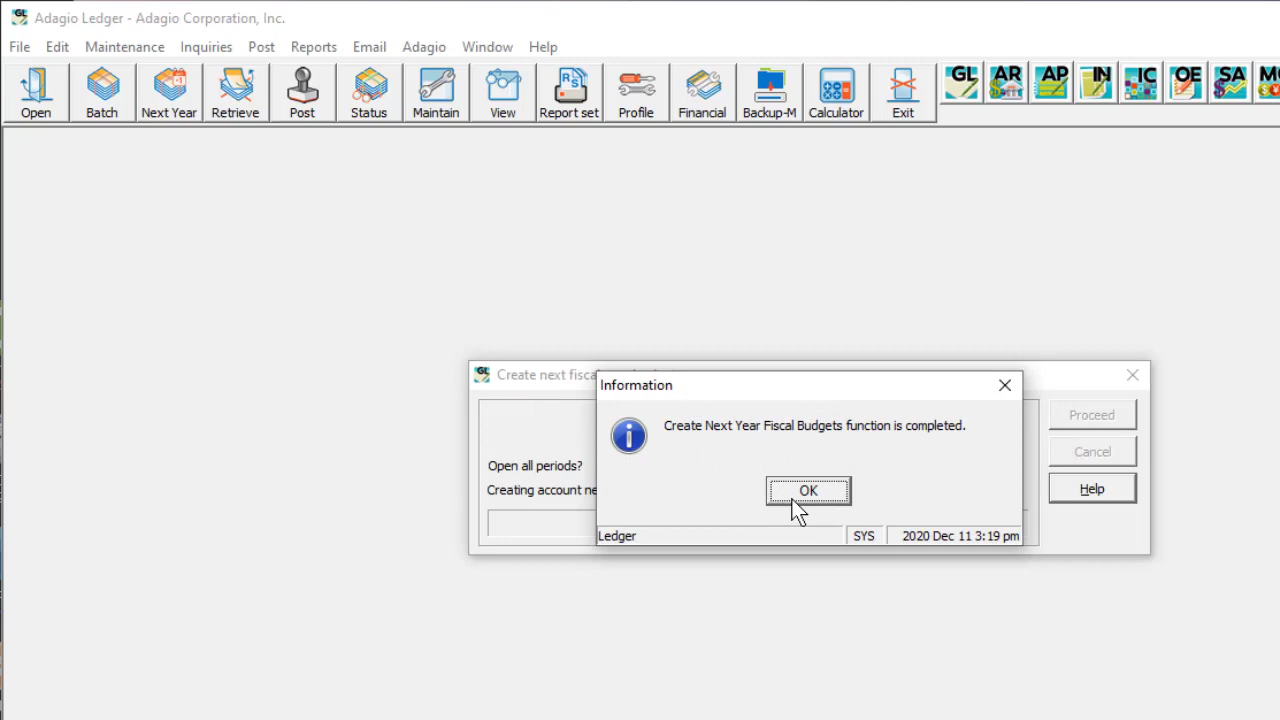 Adagio Ledger - Adagio Corporation, Inc.
File Edit Maintenance Inquiries Post Reports Email Adagio Window Help
GL AR AP IN IC OE SA
Open Batch Next Year Retrieve Post Status Maintain View Report set Profile Financial Backup-M Calculator Exit
Create next
Information
Create Next Year Fiscal Budgets function is completed.
Proceed
Open all periods?
Cancel
Creating account
OK
Help
Ledger SYS 2020 Dec 11 3:19 pm